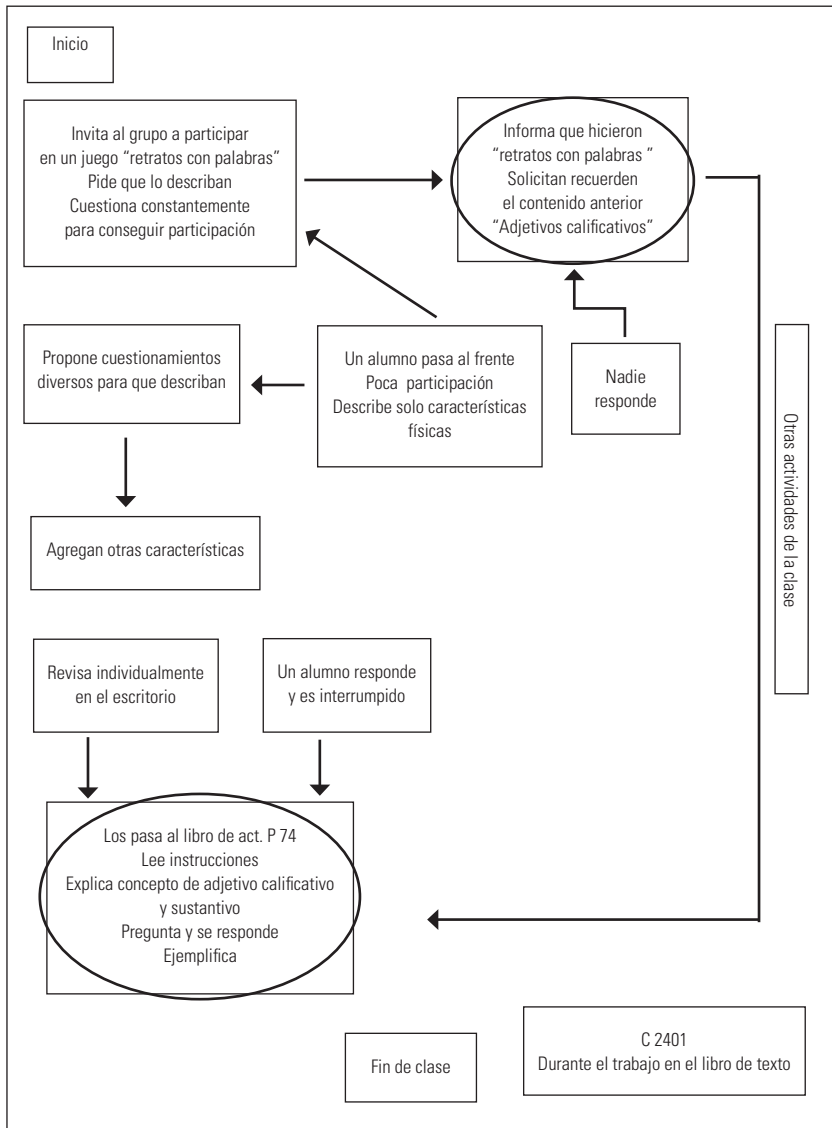 Inicio
Invita al grupo a participar
en un juego “retratos con palabras”
Pide que lo describan
Cuestiona constantemente
para conseguir participación
Informa que hicieron
“retratos con palabras ”
Solicitan recuerden
el contenido anterior
“Adjetivos calificativos”
Propone cuestionamientos
diversos para que describan
Un alumno pasa al frente
Poca participación
Describe solo características
físicas
Nadie
responde
Otras actividades de la clase
Agregan otras características
Revisa individualmente
en el escritorio
Un alumno responde
y es interrumpido
Los pasa al libro de act. P 74
Lee instrucciones
Explica concepto de adjetivo calificativo
y sustantivo
Pregunta y se responde
Ejemplifica
Fin de clase
C 2401
Durante el trabajo en el libro de texto